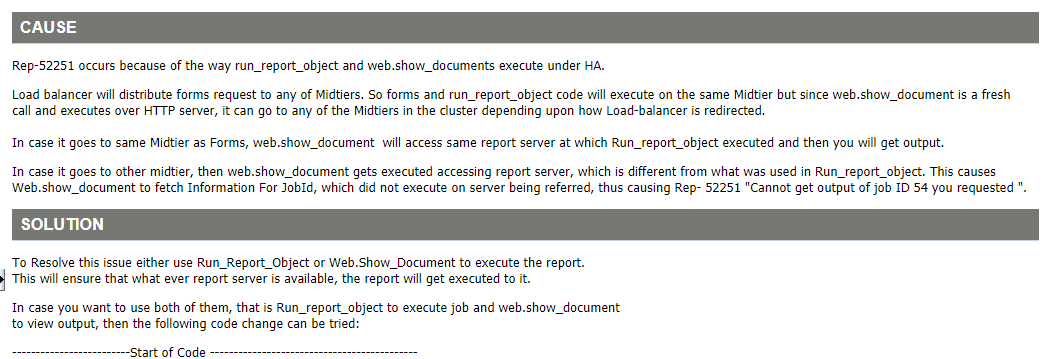 CAUSE
Rep-52251 occurs because of the way run_report_object and web.show_documents execute under HA.
Load balancer will distribute forms request to any of Midtiers. So forms and run_report_object code will execute on the same Midtier but since web.show_document is a fresh
call and executes over HTTP server, it can go to any of the Midtiers in the cluster depending upon how Load-balancer is redirected.
In case it goes to same Midtier as Forms, web.show_document  will access same report server at which Run_report_object executed and then you will get output.
In case it goes to other midtier, then web.show_document gets executed accessing report server, which is different from what was used in Run_report_object. This causes
Web.show_document to fetch Information For JobId, which did not execute on server being referred, thus causing Rep- 52251 "Cannot get output of job ID 54 you requested ".
SOLUTION
To Resolve this issue either use Run_Report_Object or Web.Show_Document to execute the report.
This will ensure that what ever report server is available, the report will get executed to it.
In case you want to use both of them, that is Run_report_object to execute job and web.show_document
to view output, then the following code change can be tried:
-------------------------Start of Code --------------------------------------------